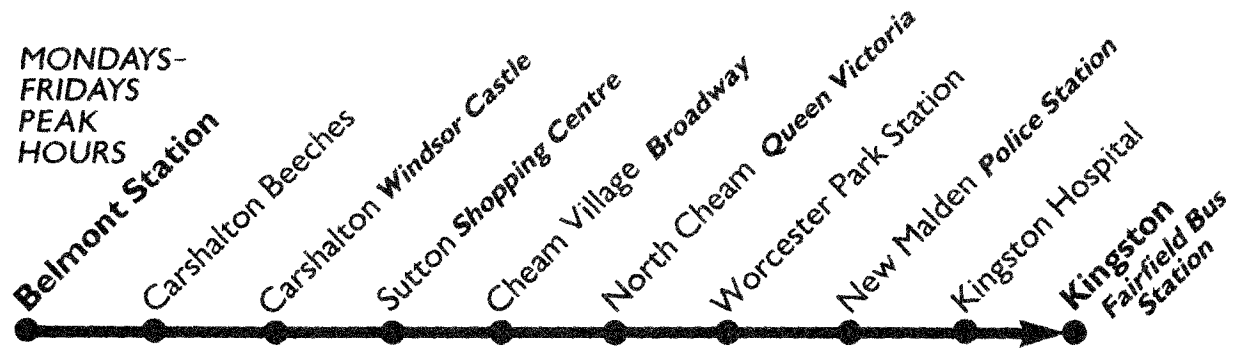 MONDAYS-
FRIDAYS
PEAK
HOURS
Belmont Station
Carshalton Beeches
Carshalton Windsor Castle
Sutton Shopping Centre
Cheam Village Broadway
North Cheam Queen Victoria
Worcester Park Station
New Malden Police Station
Kingston Hospital
Kingston
Fairfield Bus
Station